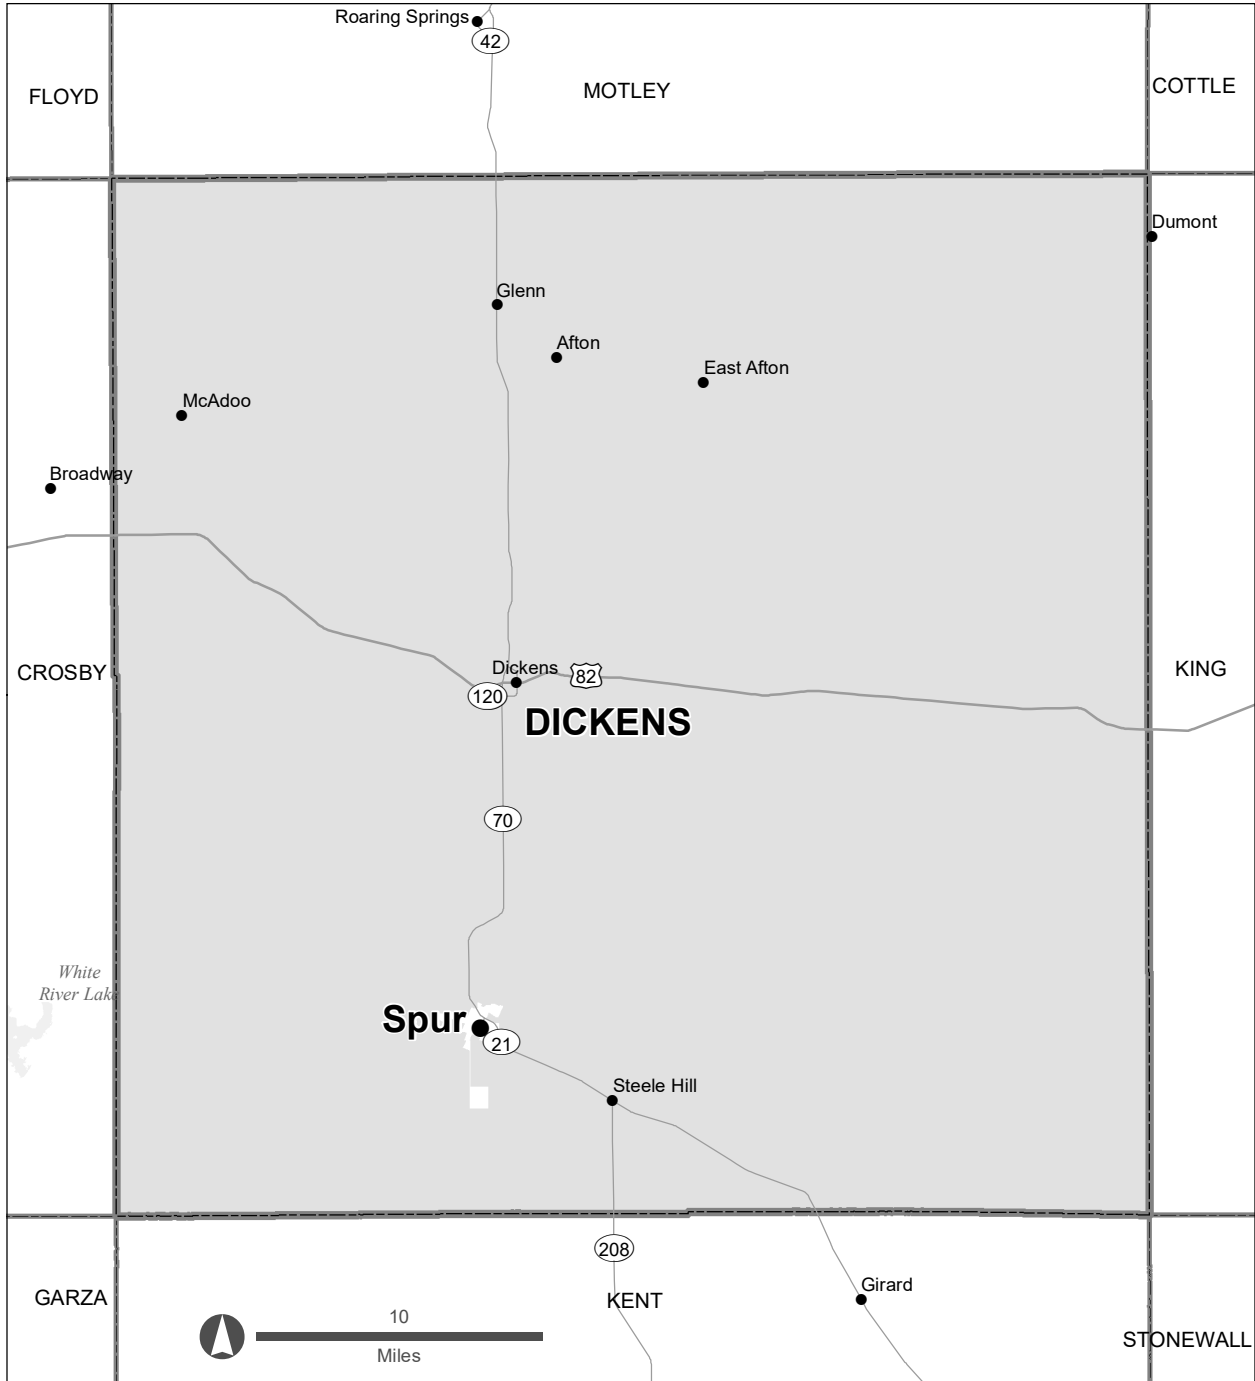 Roaring Springs
42
FLOYD
MOTLEY
COTTLE
Dumont
Glenn
Afton
East Afton
McAdoo
Broadway
CROSBY
Dickens
82
KING
120
DICKENS
70
White
River Lake
Spur
21
Steele Hill
208
GARZA
KENT
Girard
10
Miles
STONEWALL